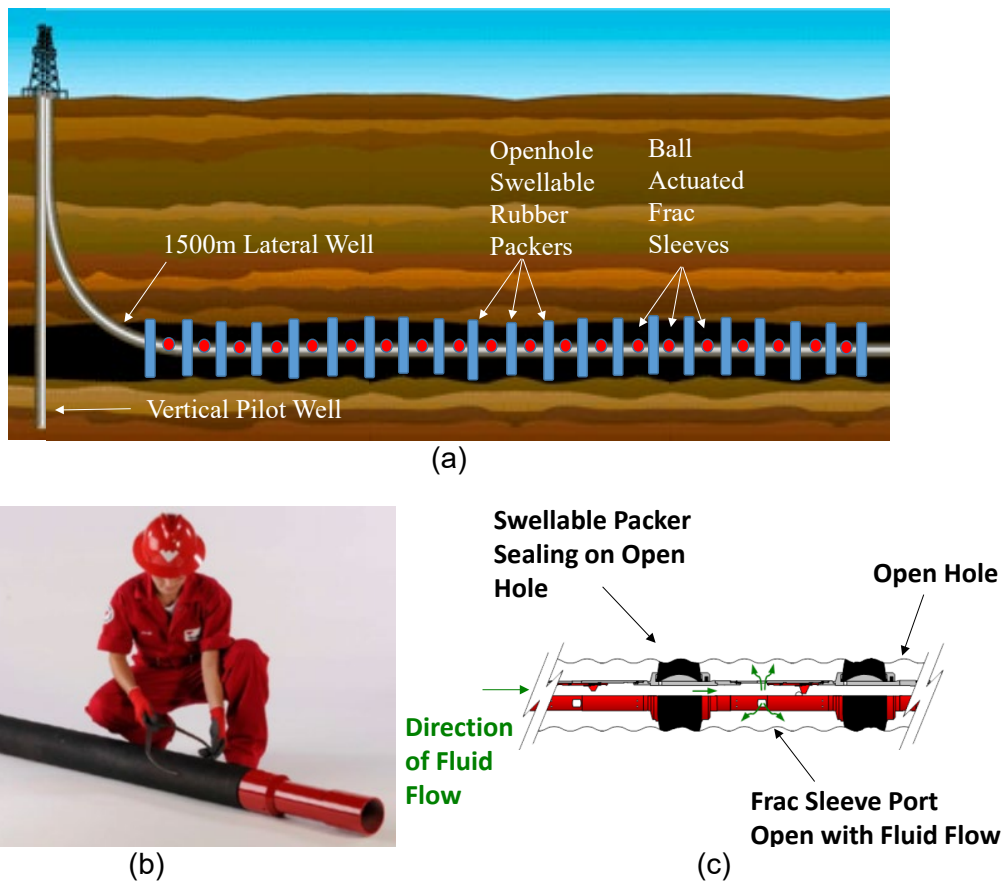 Openhole
Swellable
Rubber
Packers
Ball
Actuated
Frac
Sleeves
1500m Lateral Well
Vertical Pilot Well
(a)
Swellable Packer
Sealing on Open
Hole
Open Hole
Direction
of Fluid
Flow
Frac Sleeve Port
Open with Fluid Flow
(b)
(c)